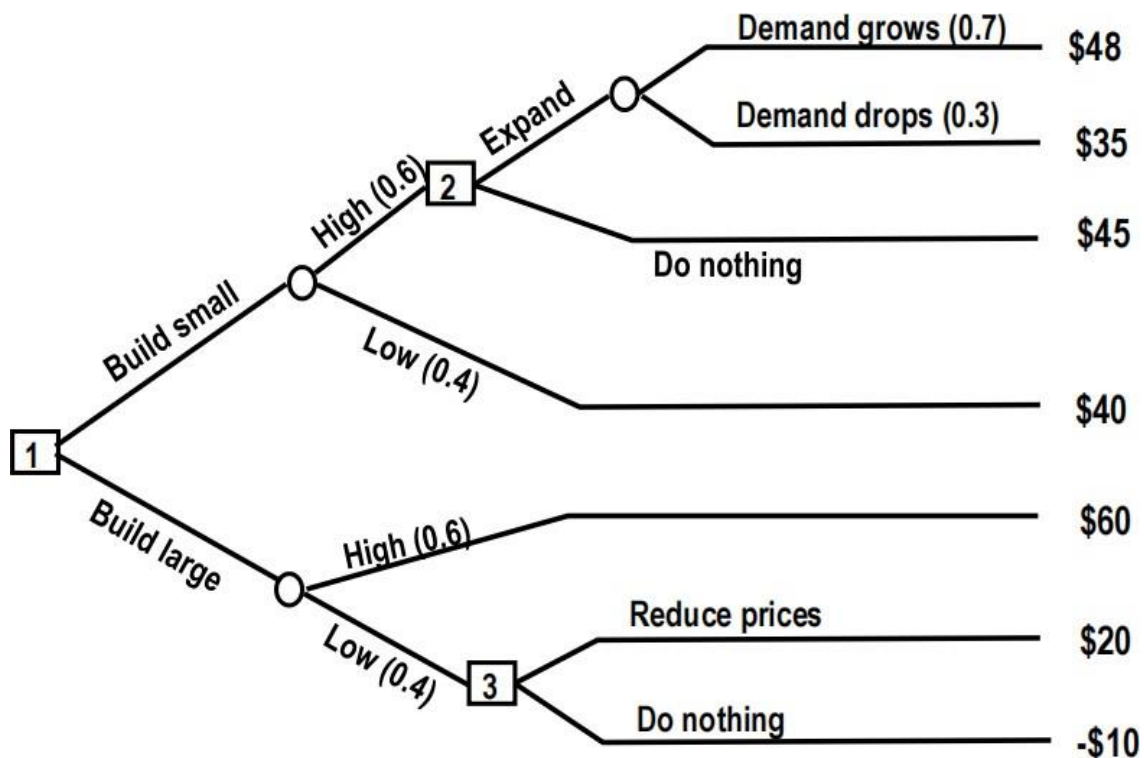 Demand grows (0.7)
$48
Expand
Demand drops (0.3)
$35
High (0.6)
2
$45
Do nothing
Build small
Low (0.4)
$40
1
Build large
High (0.6)
$60
Reduce prices
$20
Low (0.4)
3
Do nothing
-$10